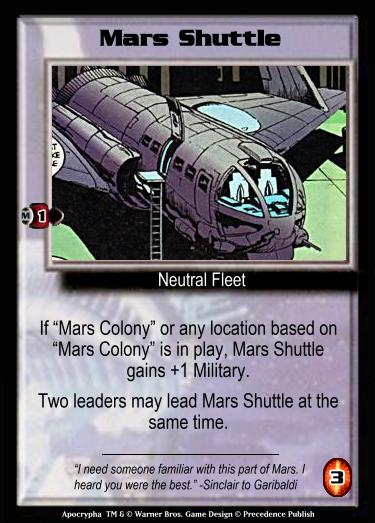 Mars Shuttle
M 1
Neutral Fleet
If “Mars Colony” or any location based on
“Mars Colony” is in play, Mars Shuttle
gains +1 Military.
Two leaders may lead Mars Shuttle at the
same time.
“I need someone familiar with this part of Mars. I
heard you were the best.” -Sinclair to Garibaldi
3
Apocrypha TM & © Warner Bros. Game Design © Precedence Publish